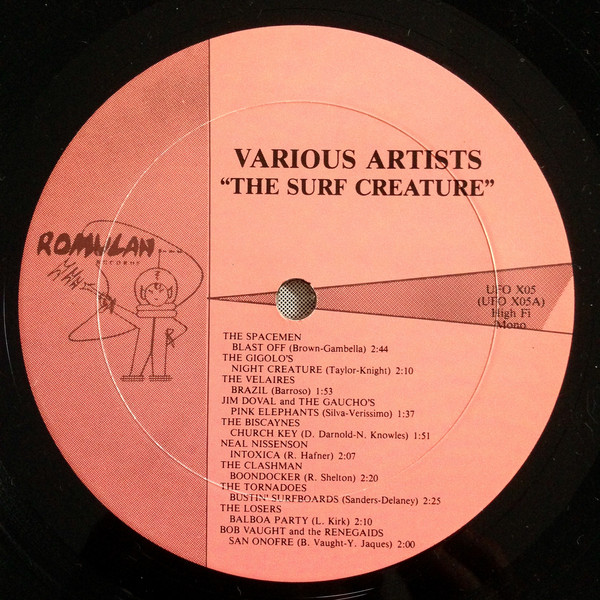 VARIOUS ARTISTS
“THE SURF CREATURE”
ROMULAN
RECORDS
UFO X05
(UFO X05A)
High Fi
Mono
THE SPACEMEN
BLAST OFF (Brown-Gambella) 2:44
THE GIGOLO'S
NIGHT CREATURE (Taylor-Knight) 2:10
THE VELAIRES
BRAZIL (Barroso) 1:53
JIM DOVAL and THE GAUCHO'S
PINK ELEPHANTS (Silva-Verissimo) 1:37
THE BISCAYNES
CHURCH KEY (D. Darnold-N. Knowles) 1:51
NEAL NISSENSON
INTOXICA (R. Hafner) 2:07
THE CLASHMAN
BOONDOCKER (R. Shelton) 2:20
THE TORNADOES
BUSTIN' SURFBOARDS (Sanders-Delaney) 2:25
THE LOSERS
BALBOA PARTY (L. Kirk) 2:10
BOB VAUGHT and the RENEGAIDS
SAN ONOFRE (B. Vaught-Y. Jaques) 2:00